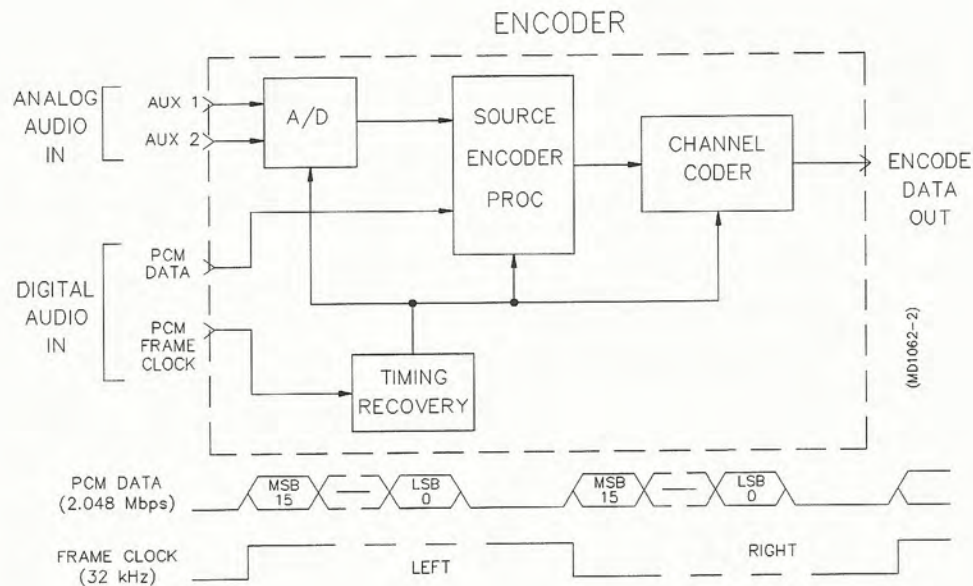 ENCODER
ANALOG
AUDIO
IN
AUX 1
AUX 2
A/D
SOURCE
ENCODER
PROC
CHANNEL
CODER
ENCODE
DATA
OUT
DIGITAL
AUDIO
IN
PCM
DATA
PCM
FRAME
CLOCK
TIMING
RECOVERY
(MD1062-2)
PCM DATA
(2.048 Mbps)
MSB
15
LSB
0
MSB
15
LSB
0
FRAME CLOCK
(32 kHz)
LEFT
RIGHT